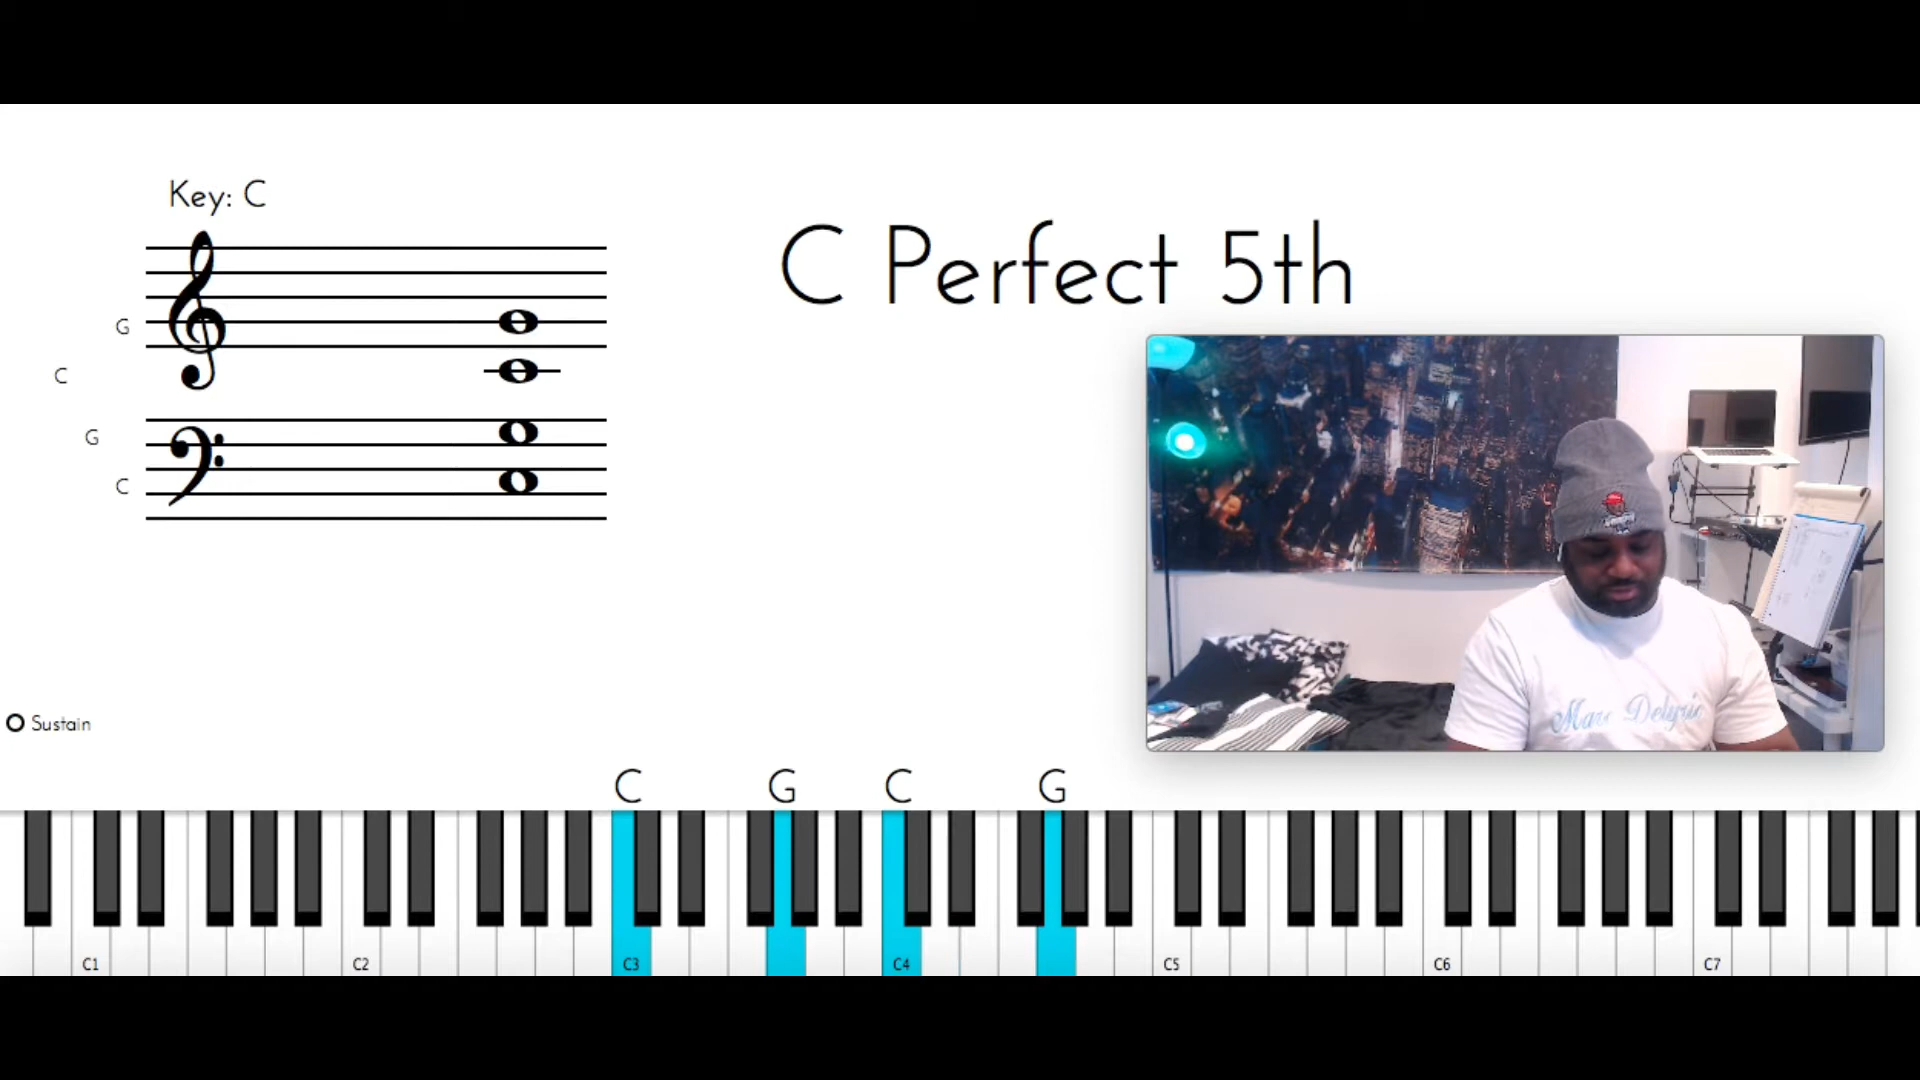 Key: C
C Perfect 5th
G
C
G
C
Sustain
C G C G
C1 C2 C3 C4 C5 C6 C7